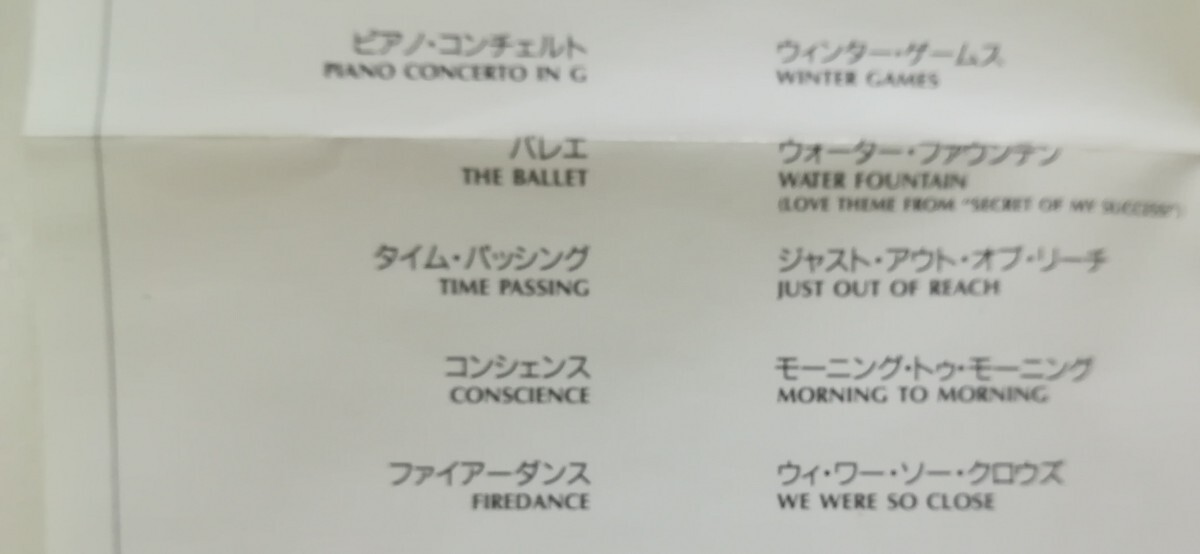 ピアノ・コンチェルト
PIANO CONCERTO IN G
バレエ
THE BALLET
タイム・パッシング
TIME PASSING
コンシェンス
CONSCIENCE
ファイアーダンス
FIREDANCE
ウィンター・ゲームス
WINTER GAMES
ウォーター・ファウンテン
WATER FOUNTAIN
(LOVE THEME FROM "SECRET OF MY SUCCESS")
ジャスト・アウト・オブ・リーチ
JUST OUT OF REACH
モーニング・トゥ・モーニング
MORNING TO MORNING
ウィ・ワー・ソー・クロウズ
WE WERE SO CLOSE